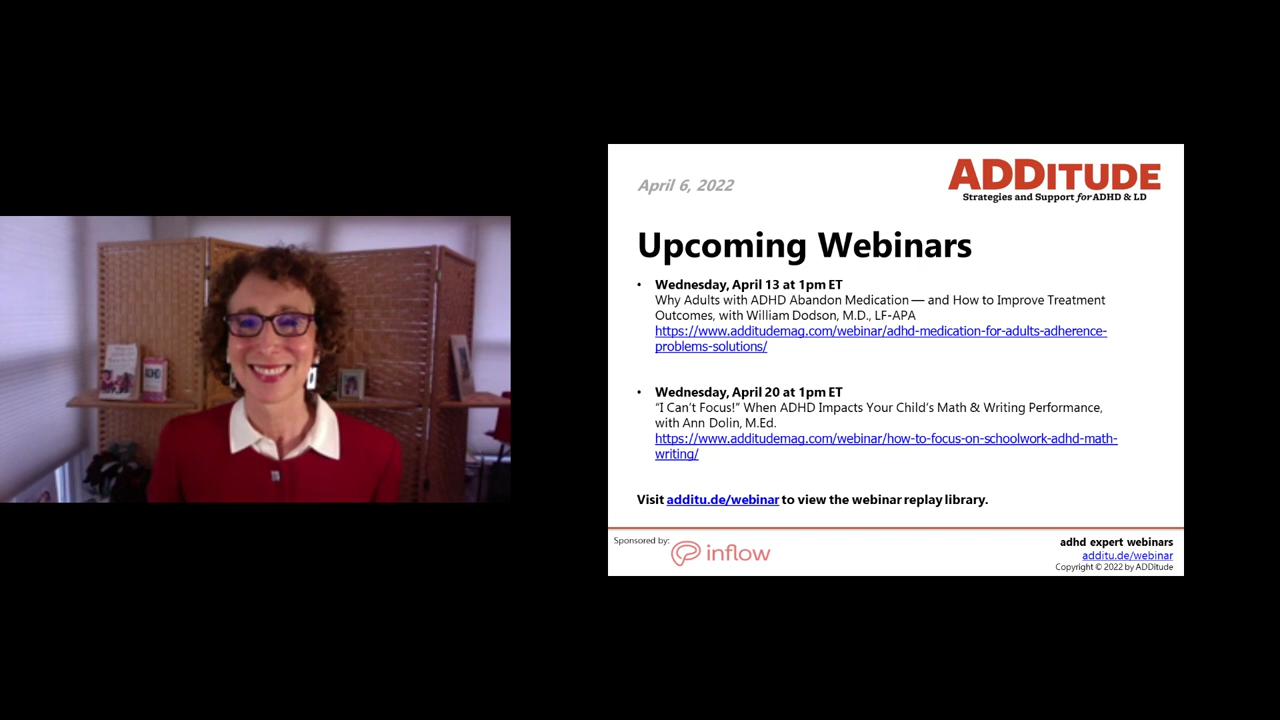 April 6, 2022
ADDITUDE
Strategies and Support for ADHD & LD
Upcoming Webinars
• Wednesday, April 13 at 1pm ET
Why Adults with ADHD Abandon Medication — and How to Improve Treatment
Outcomes, with William Dodson, M.D., LF-APA
https://www.additudemag.com/webinar/adhd-medication-for-adults-adherence-
problems-solutions/
• Wednesday, April 20 at 1pm ET
“I Can’t Focus!” When ADHD Impacts Your Child’s Math & Writing Performance,
with Ann Dolin, M.Ed.
https://www.additudemag.com/webinar/how-to-focus-on-schoolwork-adhd-math-
writing/
Visit additu.de/webinar to view the webinar replay library.
Sponsored by:
inflow
adhd expert webinars
additu.de/webinar
Copyright © 2022 by ADDitude
ADHD